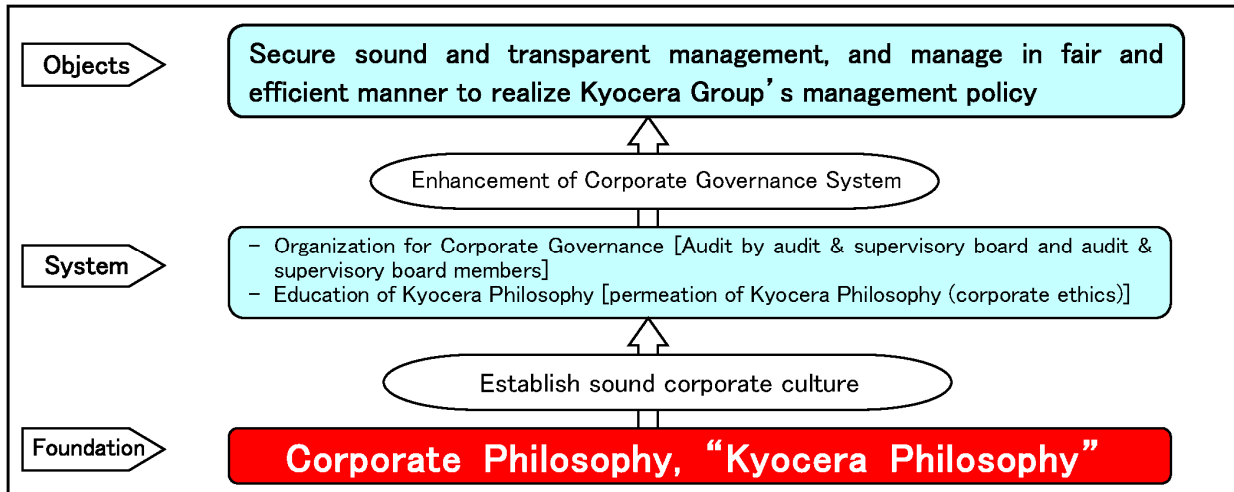 Objects
Secure sound and transparent management, and manage in fair and
efficient manner to realize Kyocera Group’s management policy
Enhancement of Corporate Governance System
System
− Organization for Corporate Governance [Audit by audit & supervisory board and audit &
supervisory board members]
− Education of Kyocera Philosophy [permeation of Kyocera Philosophy (corporate ethics)]
Establish sound corporate culture
Foundation
Corporate Philosophy, “Kyocera Philosophy”